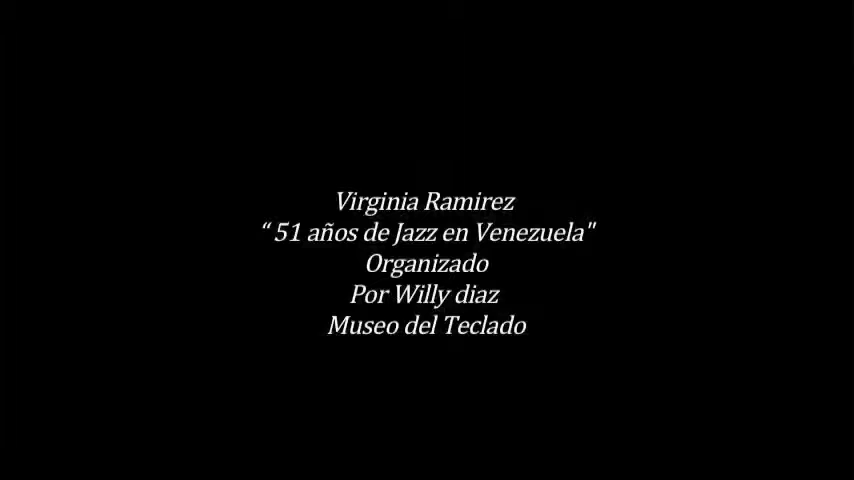 Virginia Ramirez
“ 51 años de Jazz en Venezuela"
Organizado
Por Willy diaz
Museo del Teclado